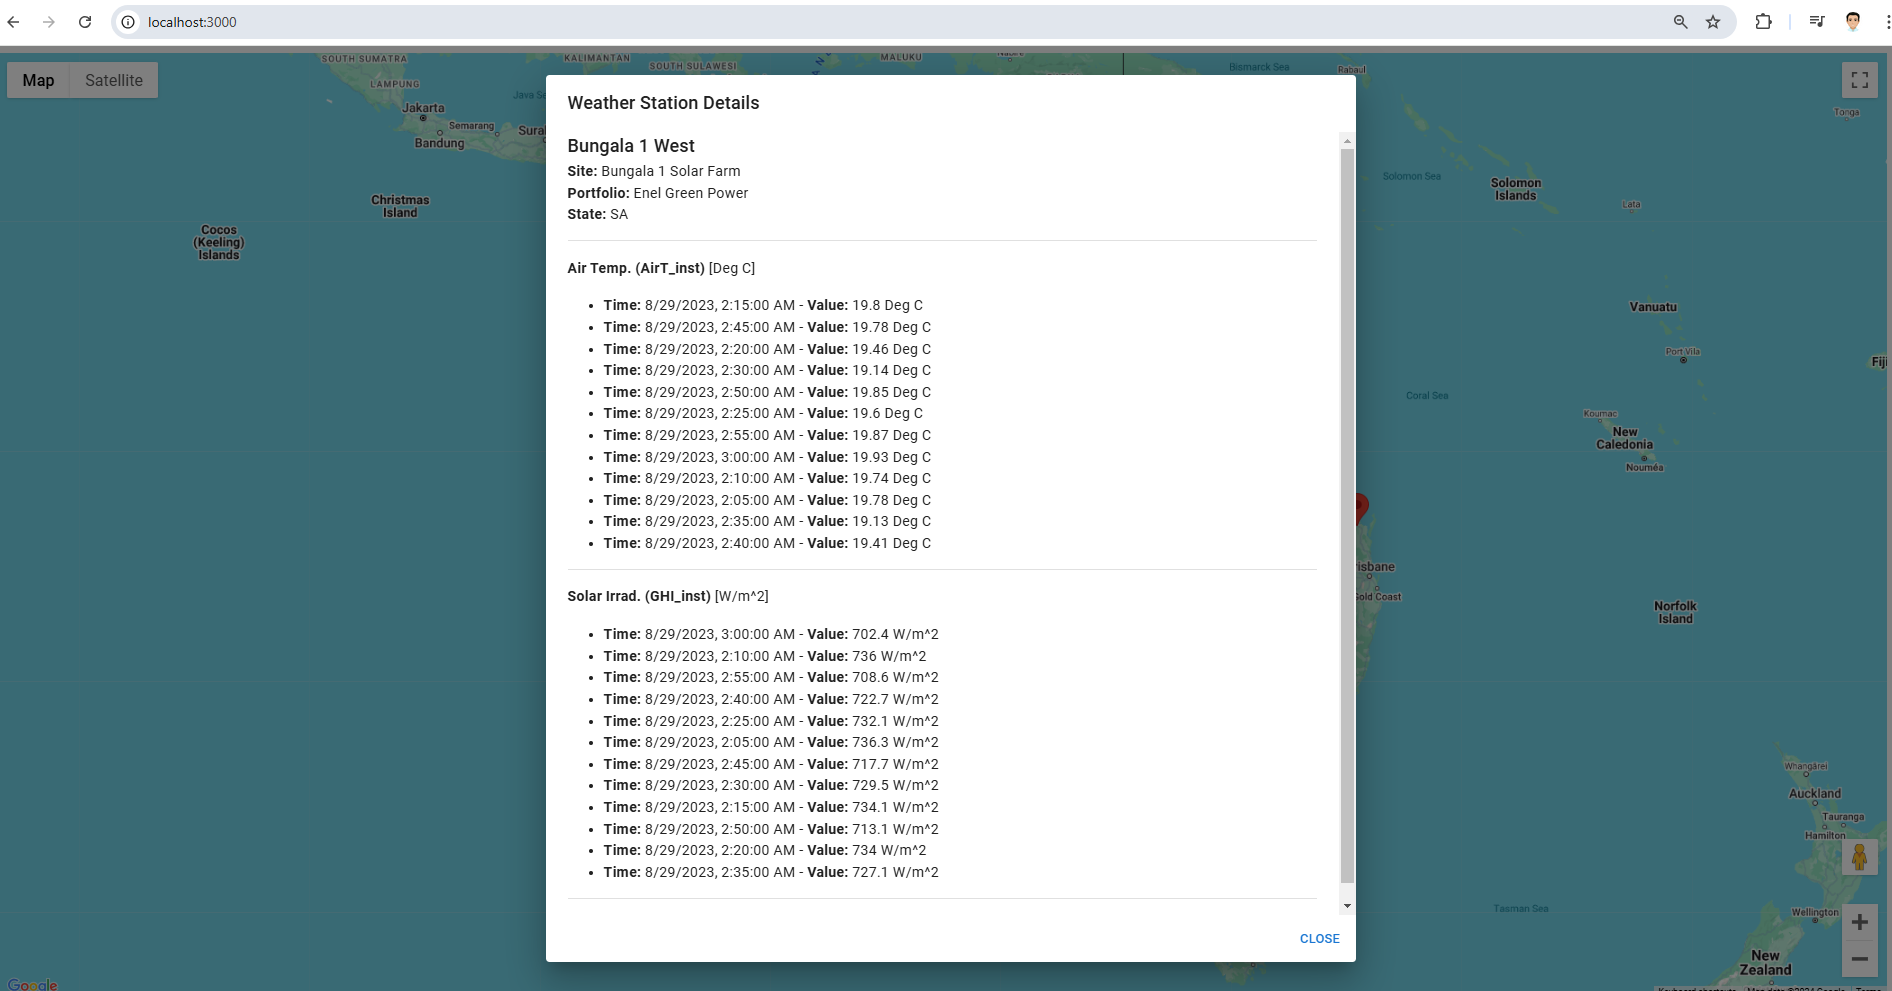 localhost:3000
Map
Satellite
SOUTH SUMATRA
KALIMANTAN
SOUTH SULAWESI
MALUKU
Bismarck Sea
Rabaul
LAMPUNG
Jakarta
Semarang
Bandung
Christmas
Island
Cocos
(Keeling)
Islands
Tonga
Solomon Sea
Solomon
Islands
Lata
Vanuatu
Port Vila
Coral Sea
Koumac
New
Caledonia
Nouméa
Norfolk
Island
Whangārei
Auckland
Tauranga
Hamilton
Tasman Sea
Wellington
New
Zealand
Google
Weather Station Details
Bungala 1 West
Site: Bungala 1 Solar Farm
Portfolio: Enel Green Power
State: SA
Air Temp. (AirT_inst) [Deg C]
• Time: 8/29/2023, 2:15:00 AM - Value: 19.8 Deg C
• Time: 8/29/2023, 2:45:00 AM - Value: 19.78 Deg C
• Time: 8/29/2023, 2:20:00 AM - Value: 19.46 Deg C
• Time: 8/29/2023, 2:30:00 AM - Value: 19.14 Deg C
• Time: 8/29/2023, 2:50:00 AM - Value: 19.85 Deg C
• Time: 8/29/2023, 2:25:00 AM - Value: 19.6 Deg C
• Time: 8/29/2023, 2:55:00 AM - Value: 19.87 Deg C
• Time: 8/29/2023, 3:00:00 AM - Value: 19.93 Deg C
• Time: 8/29/2023, 2:10:00 AM - Value: 19.74 Deg C
• Time: 8/29/2023, 2:05:00 AM - Value: 19.78 Deg C
• Time: 8/29/2023, 2:35:00 AM - Value: 19.13 Deg C
• Time: 8/29/2023, 2:40:00 AM - Value: 19.41 Deg C
Solar Irrad. (GHI_inst) [W/m^2]
• Time: 8/29/2023, 3:00:00 AM - Value: 702.4 W/m^2
• Time: 8/29/2023, 2:10:00 AM - Value: 736 W/m^2
• Time: 8/29/2023, 2:55:00 AM - Value: 708.6 W/m^2
• Time: 8/29/2023, 2:40:00 AM - Value: 722.7 W/m^2
• Time: 8/29/2023, 2:25:00 AM - Value: 732.1 W/m^2
• Time: 8/29/2023, 2:05:00 AM - Value: 736.3 W/m^2
• Time: 8/29/2023, 2:45:00 AM - Value: 717.7 W/m^2
• Time: 8/29/2023, 2:30:00 AM - Value: 729.5 W/m^2
• Time: 8/29/2023, 2:15:00 AM - Value: 734.1 W/m^2
• Time: 8/29/2023, 2:50:00 AM - Value: 713.1 W/m^2
• Time: 8/29/2023, 2:20:00 AM - Value: 734 W/m^2
• Time: 8/29/2023, 2:35:00 AM - Value: 727.1 W/m^2
CLOSE